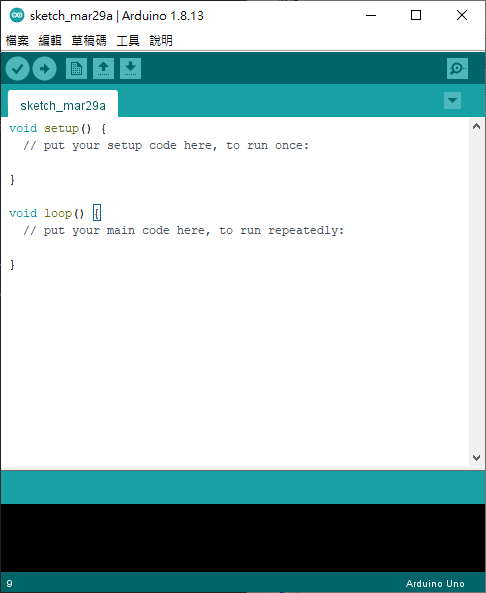 sketch_mar29a | Arduino 1.8.13
檔案 編輯 草稿碼 工具 說明
sketch_mar29a
void setup() {
  // put your setup code here, to run once:
}
void loop() {
  // put your main code here, to run repeatedly:
}
9 Arduino Uno